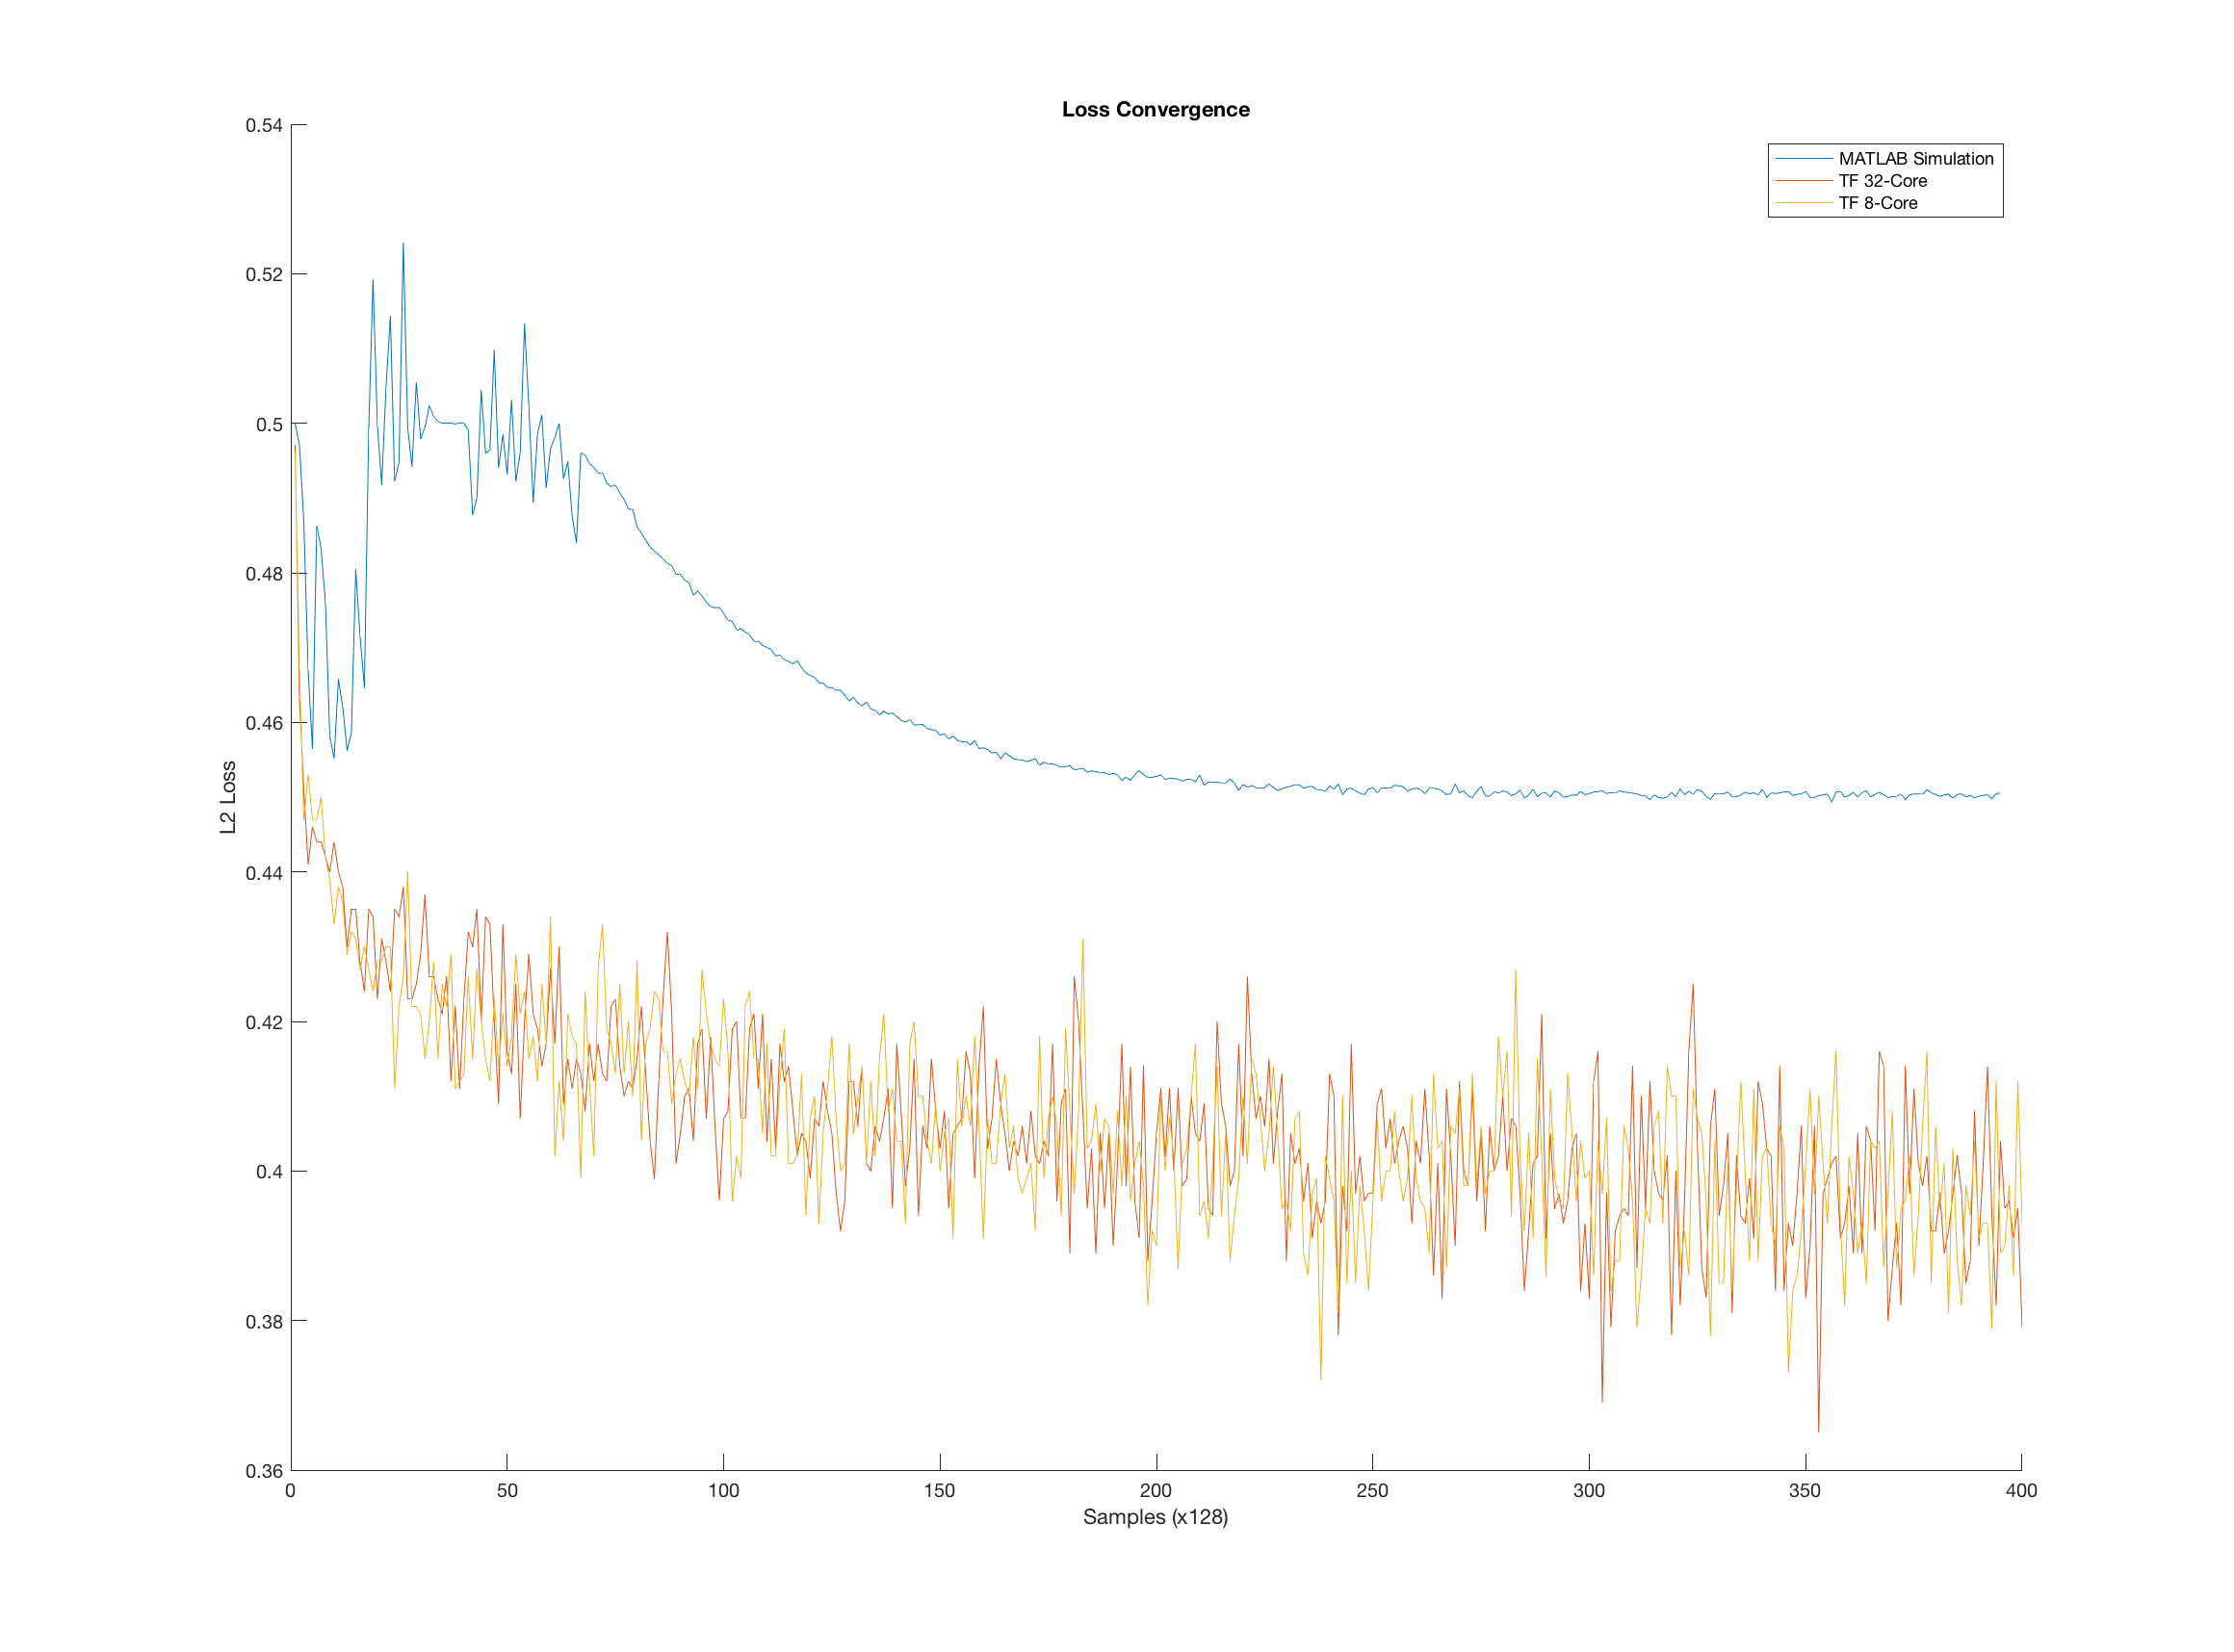 Loss Convergence
MATLAB Simulation
TF 32-Core
TF 8-Core
0.54
0.52
0.5
0.48
0.46
0.44
0.42
0.4
0.38
0.36
L2 Loss
0 50 100 150 200 250 300 350 400
Samples (x128)